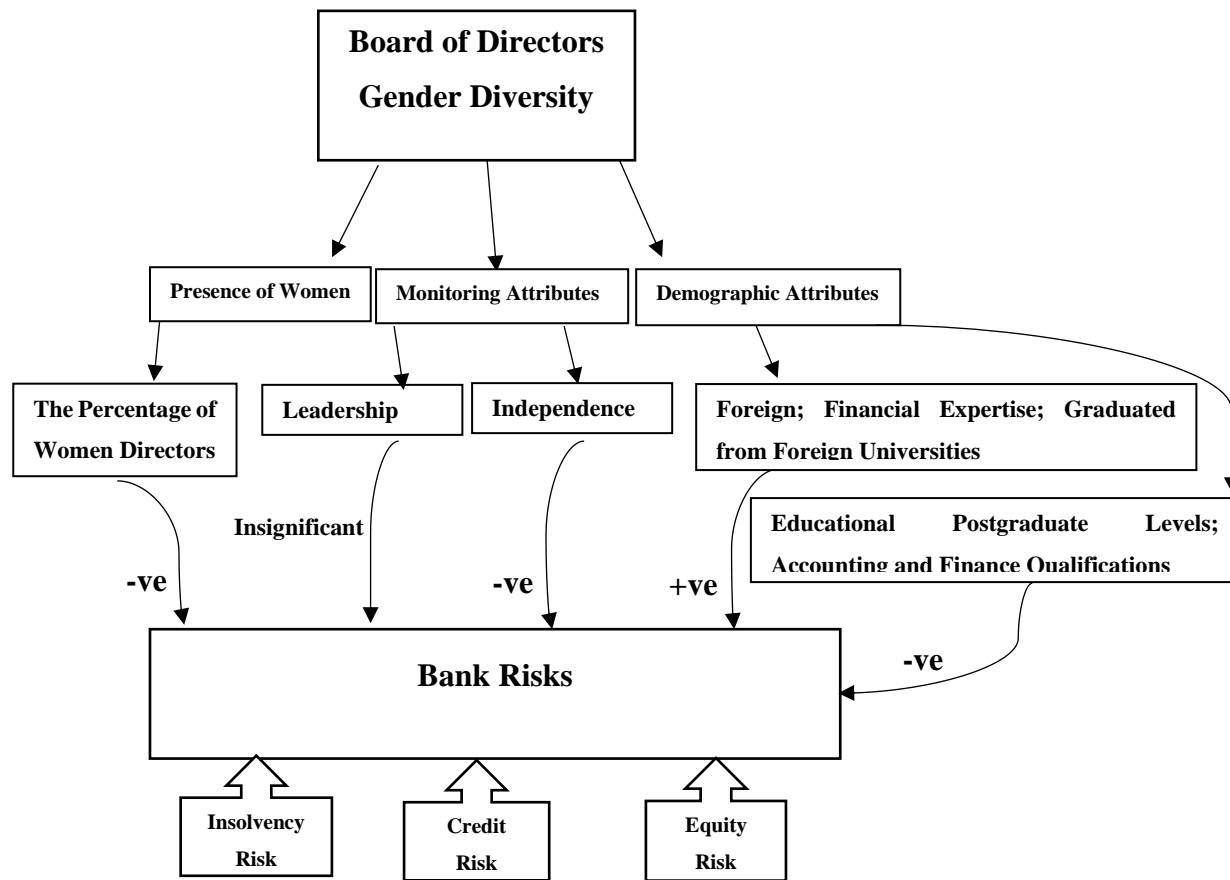 Board of Directors
Gender Diversity
Presence of Women
Monitoring Attributes
Demographic Attributes
The Percentage of
Women Directors
Leadership
Independence
Foreign; Financial Expertise; Graduated
from Foreign Universities
Educational Postgraduate Levels;
Accounting and Finance Qualifications
Insignificant
-ve
-ve
+ve
-ve
Bank Risks
Insolvency
Risk
Credit
Risk
Equity
Risk